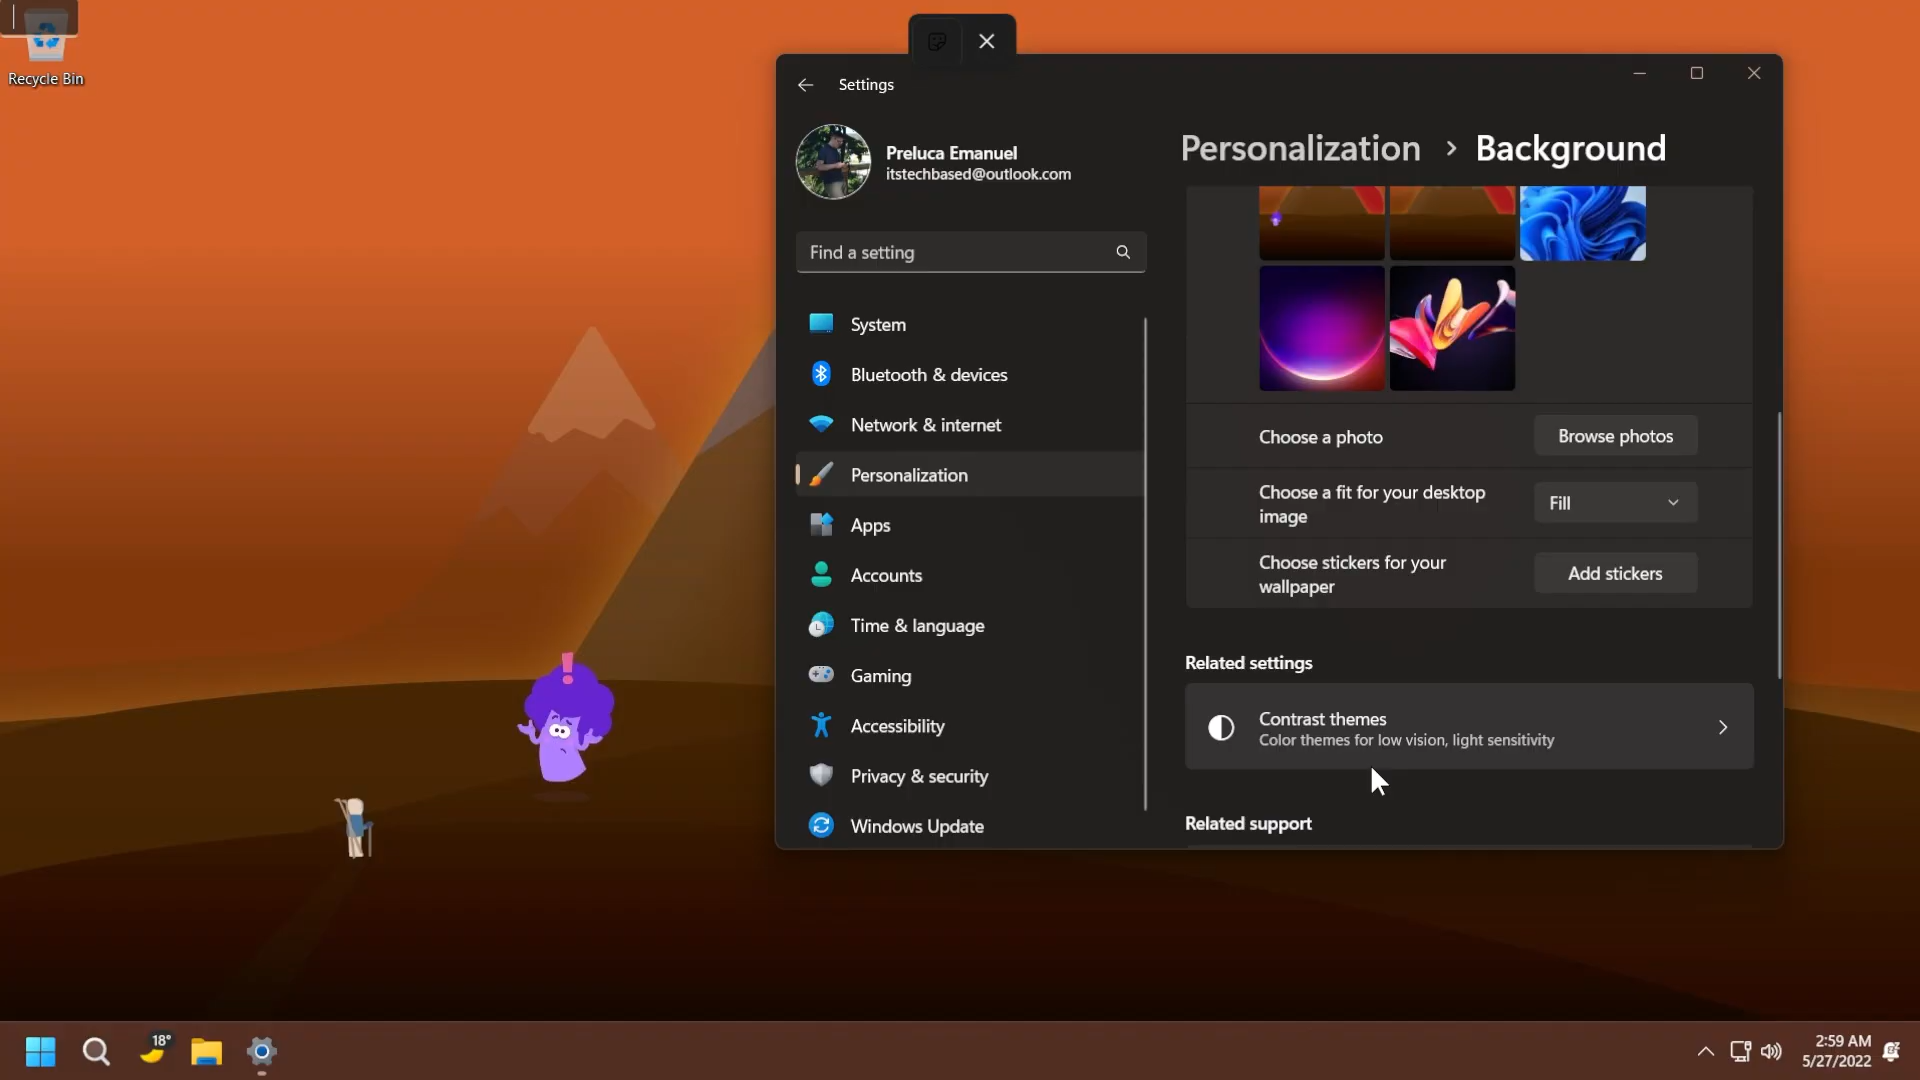 Recycle Bin
Settings
Preluca Emanuel
itstechbased@outlook.com
Find a setting
System
Bluetooth & devices
Network & internet
Personalization
Apps
Accounts
Time & language
Gaming
Accessibility
Privacy & security
Windows Update
Personalization > Background
Choose a photo
Browse photos
Choose a fit for your desktop
image
Fill
Choose stickers for your
wallpaper
Add stickers
Related settings
Contrast themes
Color themes for low vision, light sensitivity
Related support
18°
2:59 AM
5/27/2022